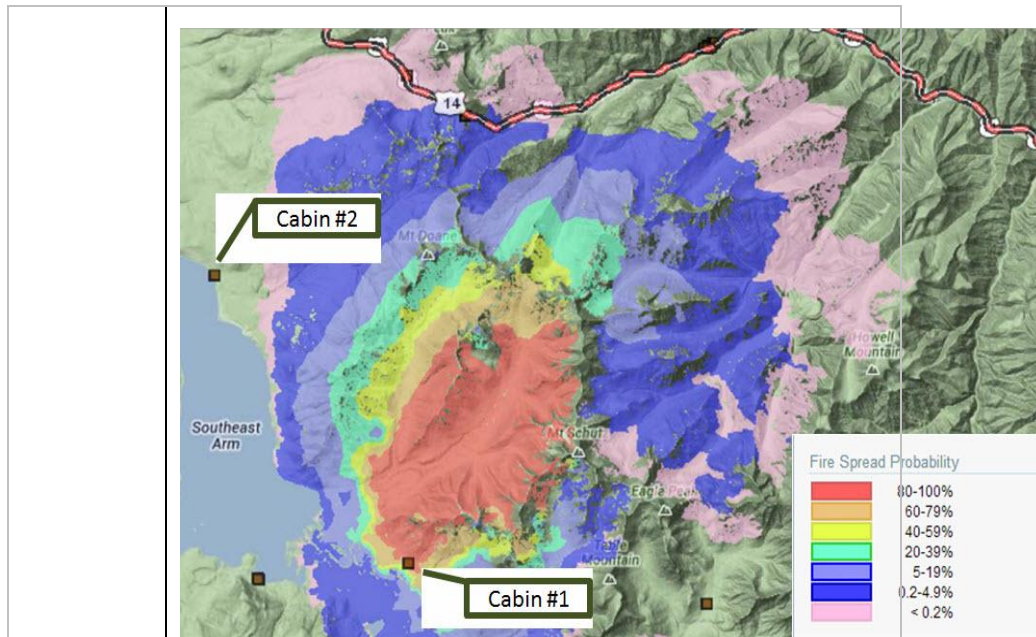 14
Cabin #2
Mt Doane
Howell
Mountain
Southeast
Arm
Mt Schurz
Eagle Peak
Table
Mountain
Cabin #1
Fire Spread Probability
80-100%
60-79%
40-59%
20-39%
5-19%
0.2-4.9%
< 0.2%